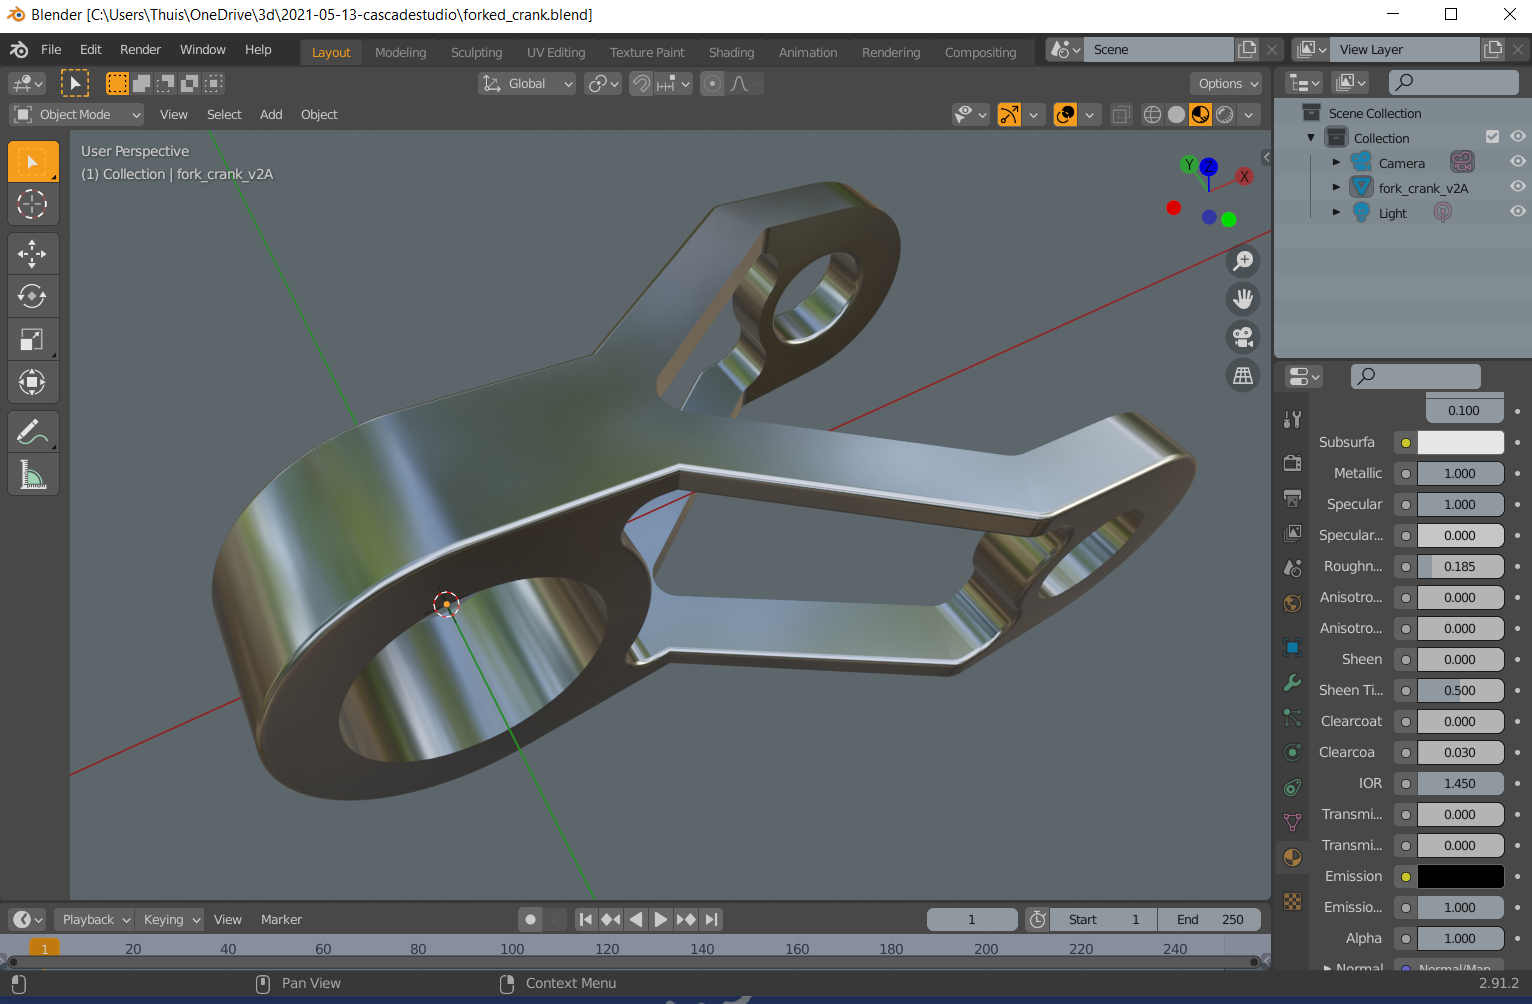 Blender [C:\Users\Thuis\OneDrive\3d\2021-05-13-cascadestudio\forked_crank.blend]
File Edit Render Window Help Layout Modeling Sculpting UV Editing Texture Paint Shading Animation Rendering Compositing Scene View Layer
Global Options
Object Mode View Select Add Object
User Perspective
(1) Collection | fork_crank_v2A
Y Z X
Scene Collection
Collection
Camera
fork_crank_v2A
Light
0.100
Subsurfa
Metallic 1.000
Specular 1.000
Specular... 0.000
Roughn... 0.185
Anisotro... 0.000
Anisotro... 0.000
Sheen 0.000
Sheen Ti... 0.500
Clearcoat 0.000
Clearcoa 0.030
IOR 1.450
Transmi... 0.000
Transmi... 0.000
Emission
Emissio... 1.000
Alpha 1.000
Normal Normal/Map
Playback Keying View Marker 1 Start 1 End 250
1 20 40 60 80 100 120 140 160 180 200 220 240
Pan View Context Menu 2.91.2